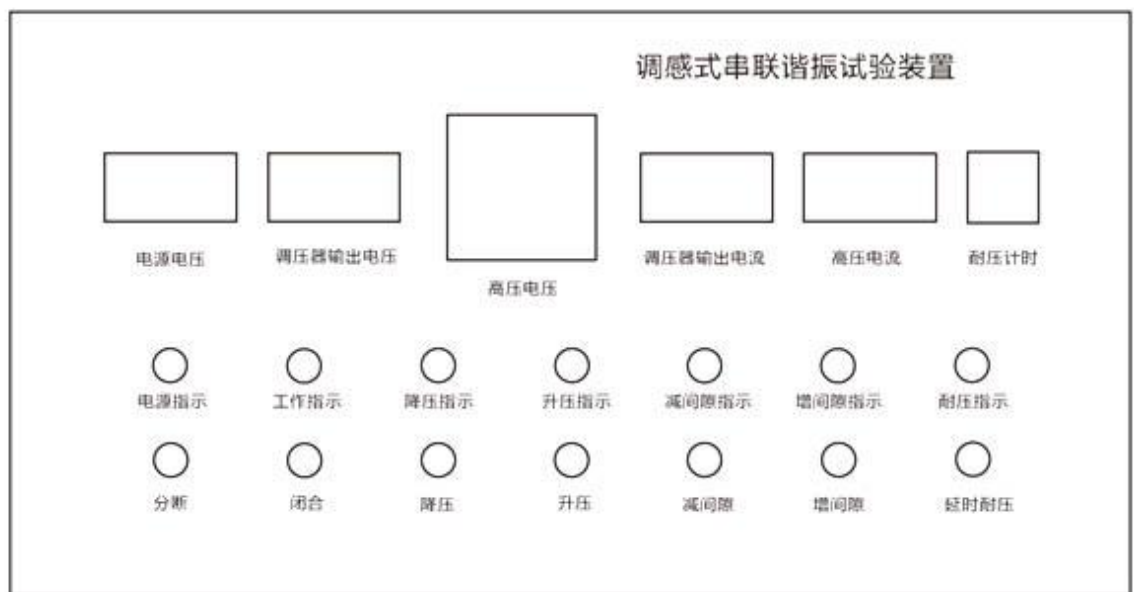 调感式串联谐振试验装置
电源电压 调压器输出电压 高压电压 调压器输出电流 高压电流 耐压计时
电源指示 工作指示 降压指示 升压指示 减间隙指示 增间隙指示 耐压指示
分断 闭合 降压 升压 减间隙 增间隙 延时耐压